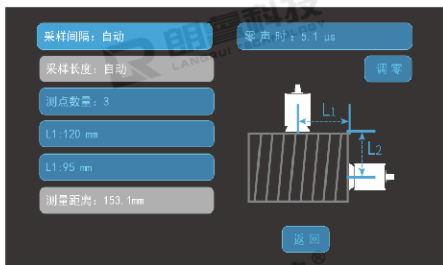 采样间隔：自动
零声时：5.1 μs
采样长度：自动
调零
测点数量：3
L1:120 mm
L1:95 mm
测量距离：153.1mm
L1
L2
返回